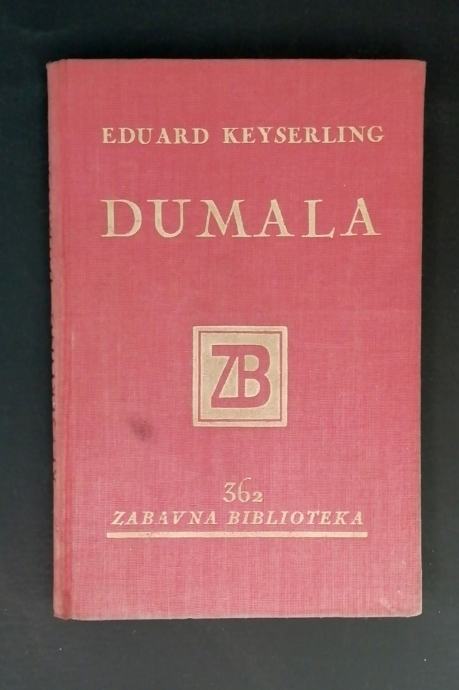 EDUARD KEYSERLING
DUMALA
ZB
362
ZABAVNA BIBLIOTEKA